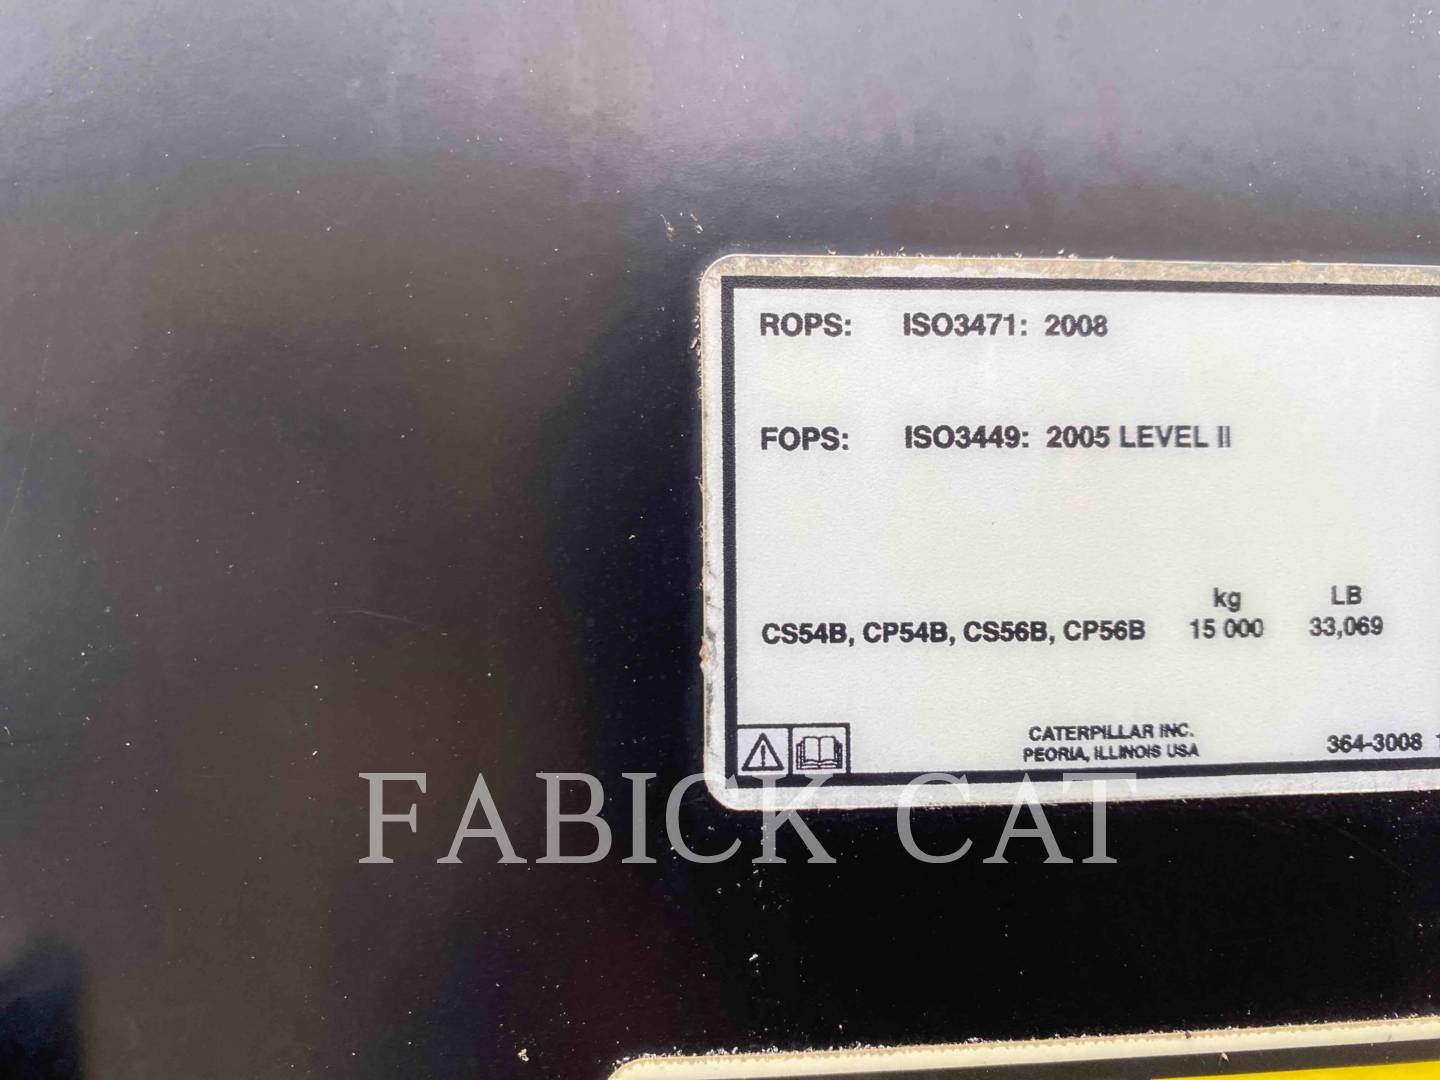 ROPS: ISO3471: 2008
FOPS: ISO3449: 2005 LEVEL II
kg LB
CS54B, CP54B, CS56B, CP56B 15 000 33,069
CATERPILLAR INC.
PEORIA, ILLINOIS USA
364-3008
FABICK CAT